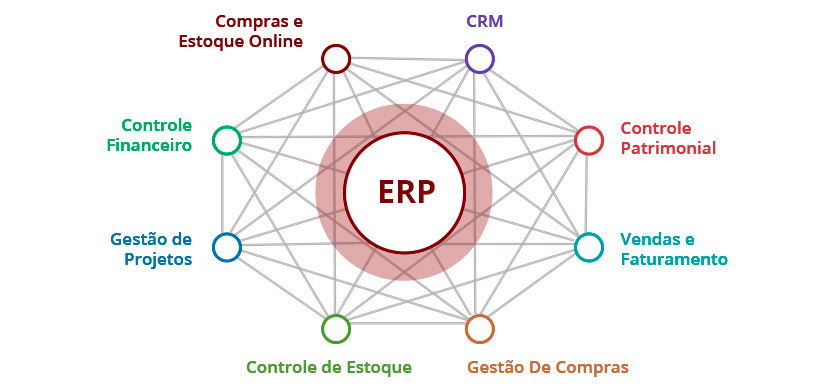 Compras e
Estoque Online
CRM
Controle
Financeiro
Controle
Patrimonial
ERP
Gestão de
Projetos
Vendas e
Faturamento
Controle de Estoque
Gestão De Compras